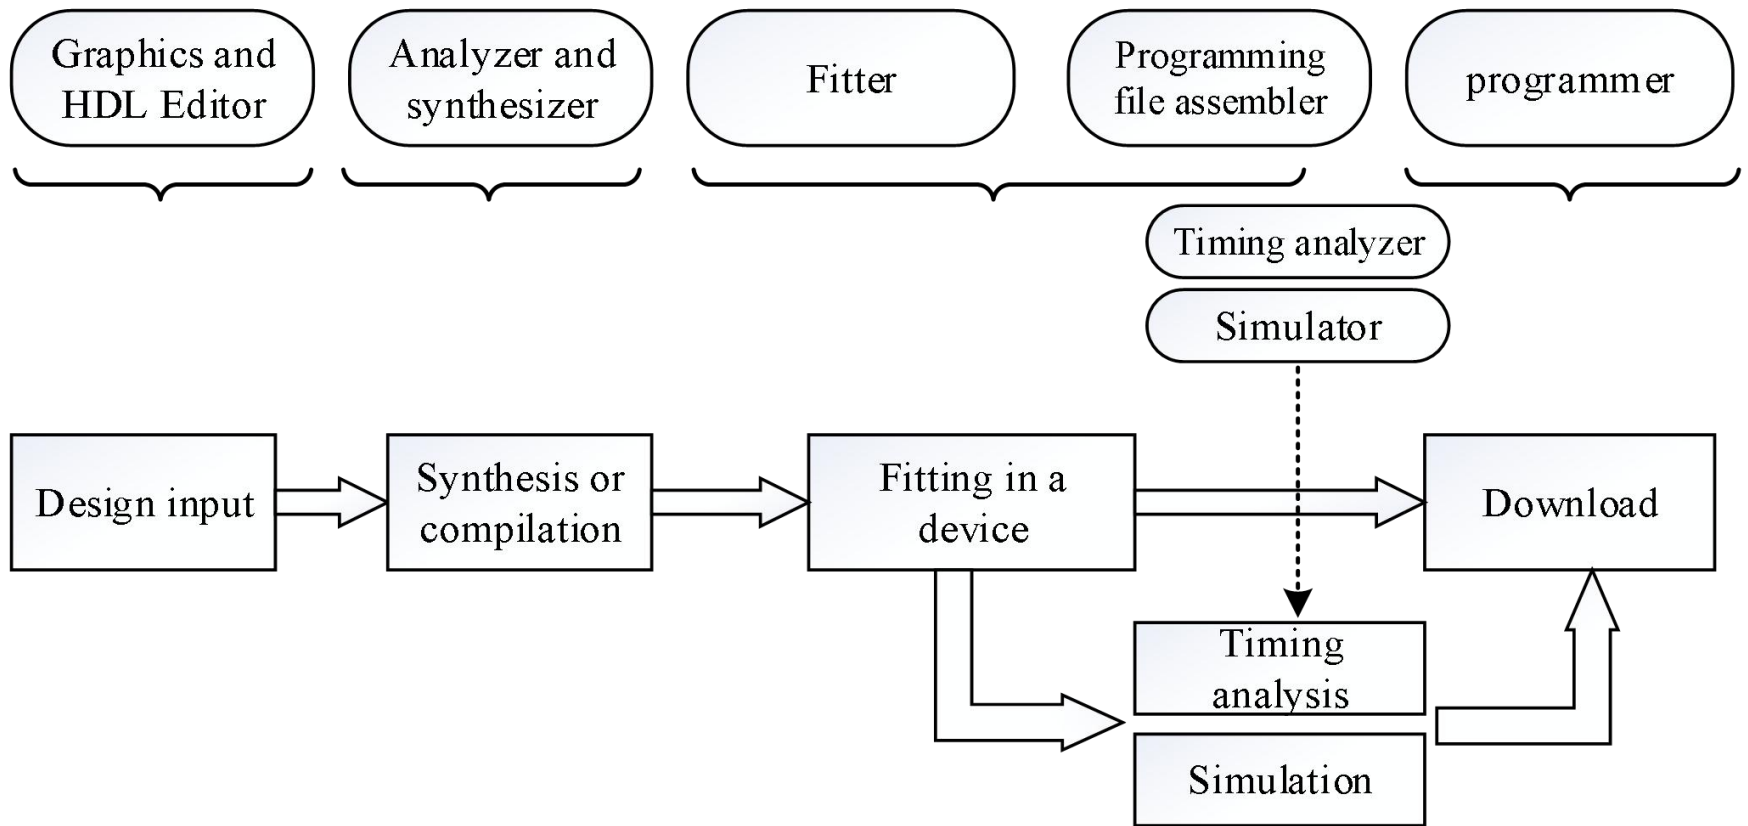 Graphics and
HDL Editor
Analyzer and
synthesizer
Fitter
Programming
file assembler
programmer
Timing analyzer
Simulator
Design input
Synthesis or
compilation
Fitting in a
device
Download
Timing
analysis
Simulation